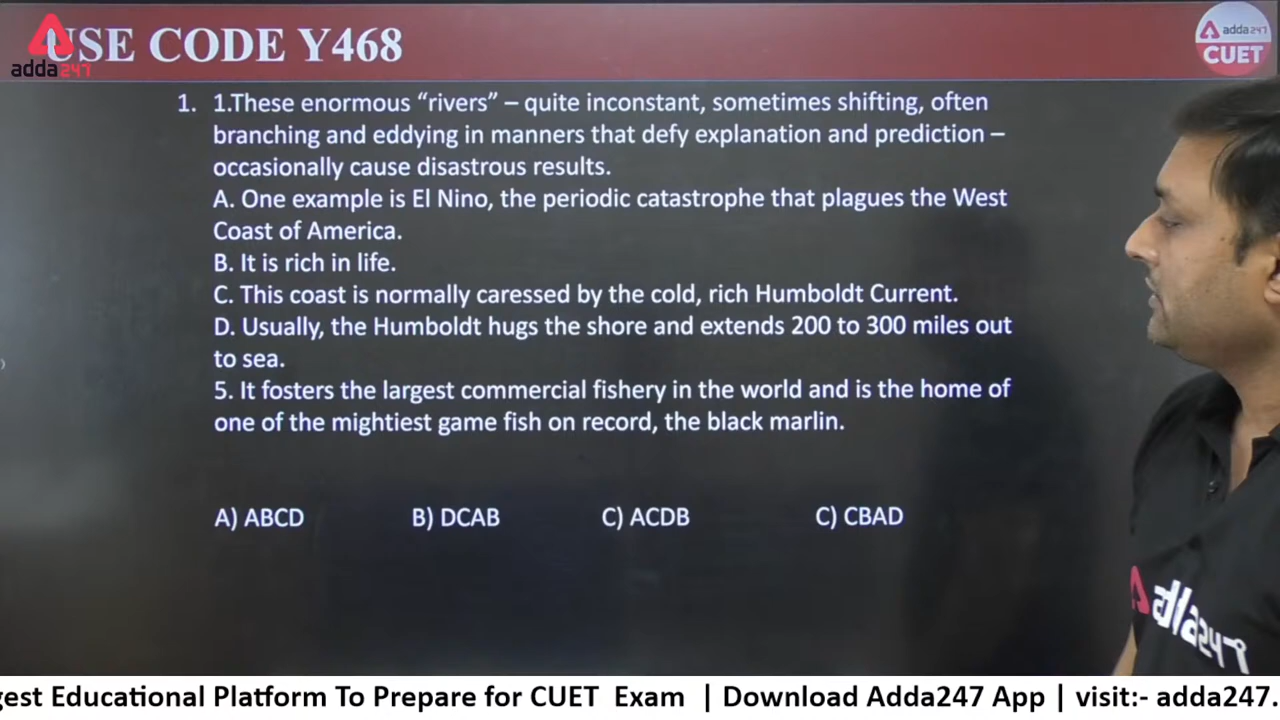 USE CODE Y468
adda247
adda247
CUET
1. 1.These enormous “rivers” – quite inconstant, sometimes shifting, often
branching and eddying in manners that defy explanation and prediction –
occasionally cause disastrous results.
A. One example is El Nino, the periodic catastrophe that plagues the West
Coast of America.
B. It is rich in life.
C. This coast is normally caressed by the cold, rich Humboldt Current.
D. Usually, the Humboldt hugs the shore and extends 200 to 300 miles out
to sea.
5. It fosters the largest commercial fishery in the world and is the home of
one of the mightiest game fish on record, the black marlin.
A) ABCD B) DCAB C) ACDB C) CBAD
adda247
gest Educational Platform To Prepare for CUET Exam | Download Adda247 App | visit:- adda247.